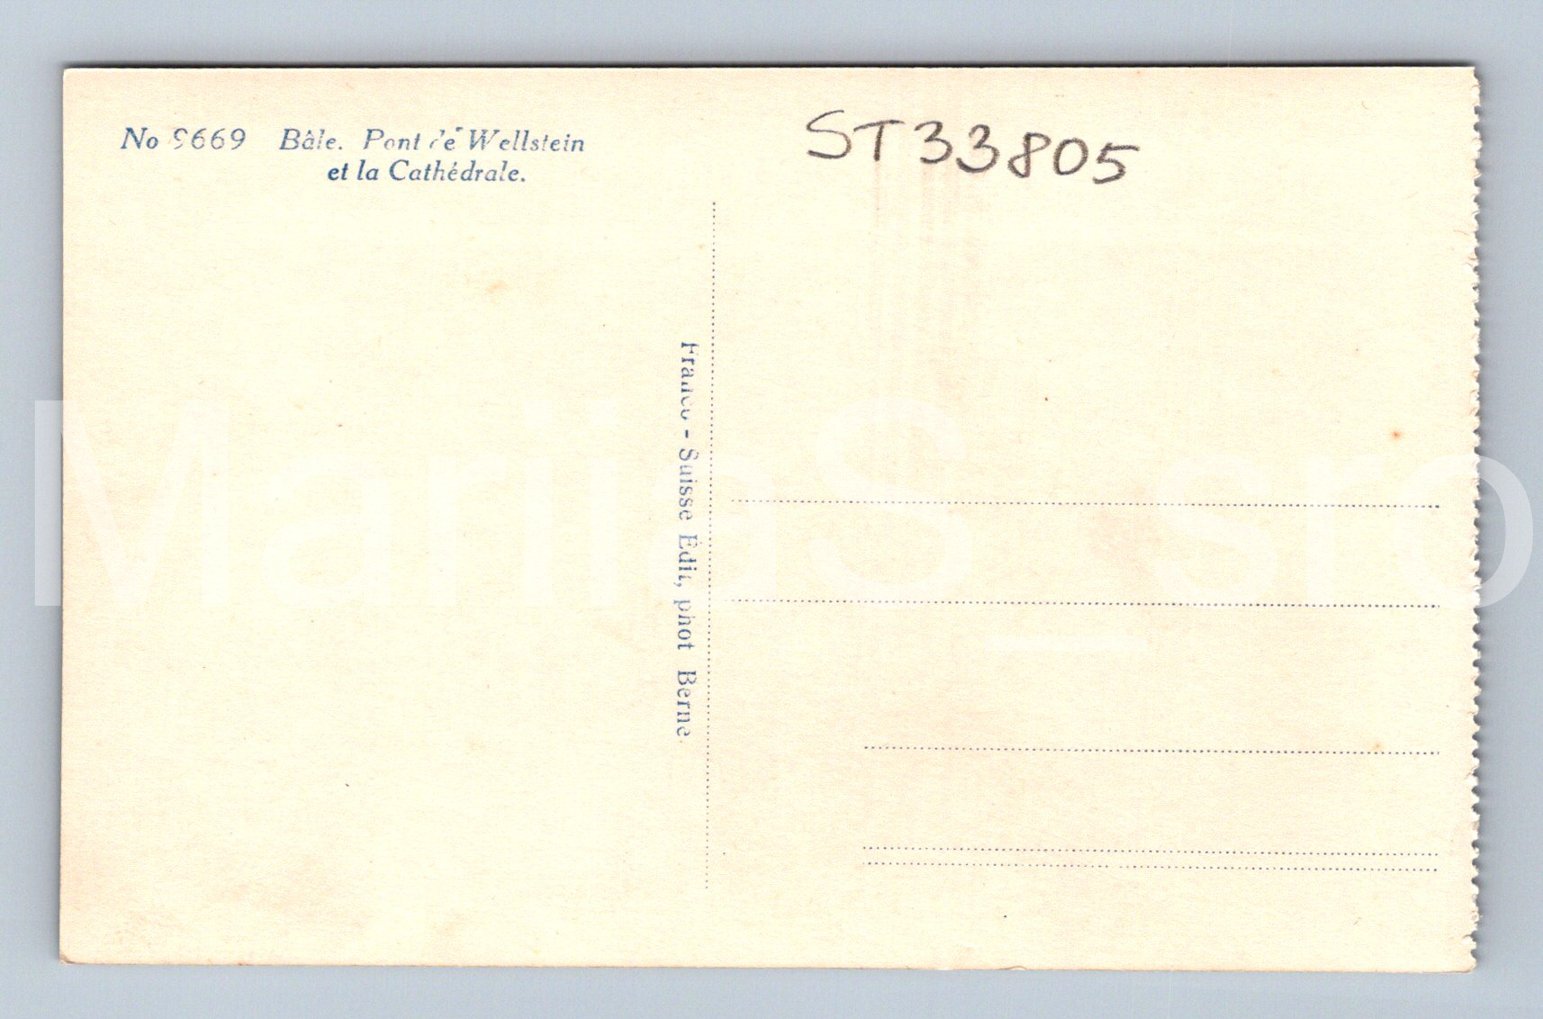 No 9669 Bâle. Pont de Wellstein
et la Cathédrale.
ST33805
Franco - Suisse Edit, phot Berne